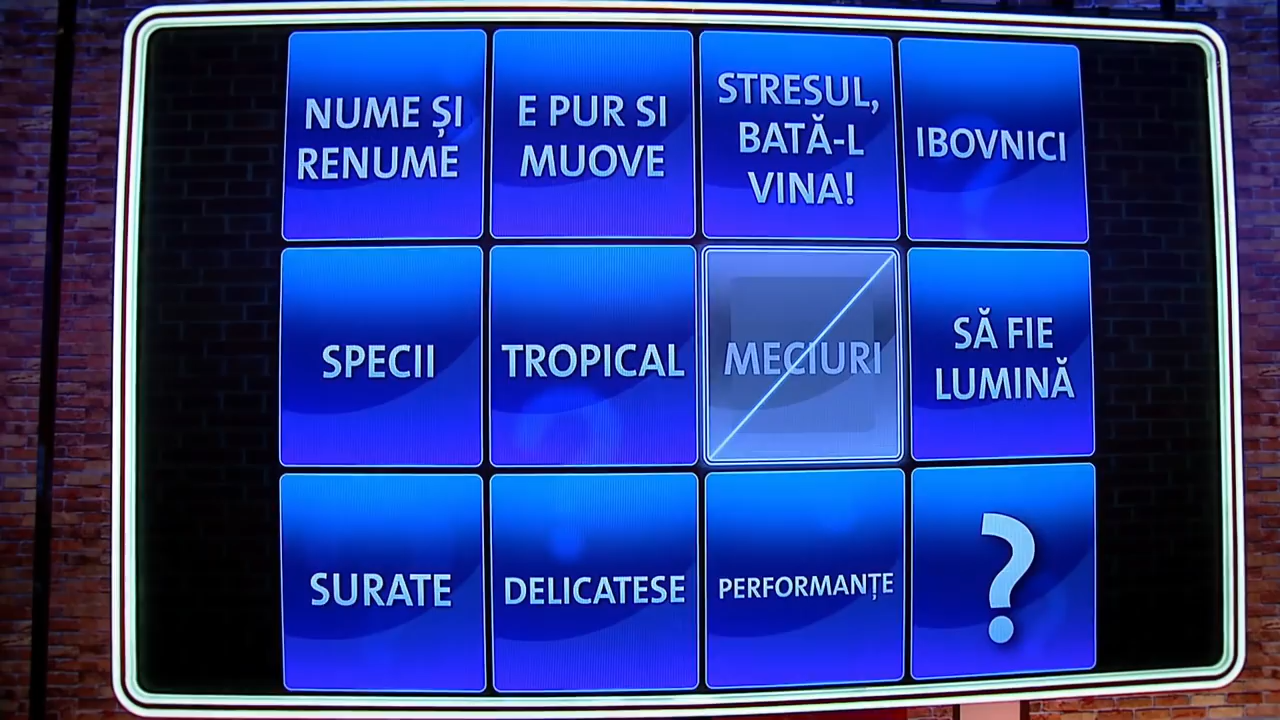 NUME ȘI
RENUME
E PUR SI
MUOVE
STRESUL,
BATĂ-L
VINA!
IBOVNICI
SPECII
TROPICAL
MECIURI
SĂ FIE
LUMINĂ
SURATE
DELICATESE
PERFORMANȚE
?